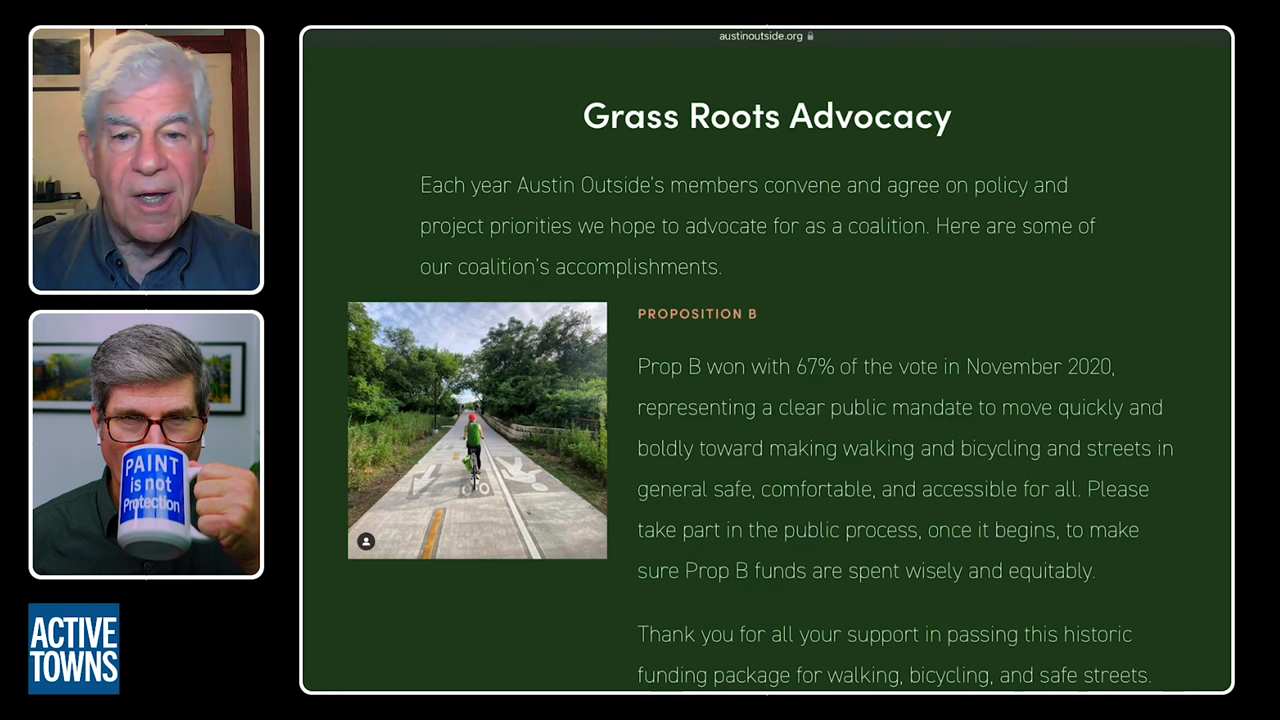 austinoutside.org
Grass Roots Advocacy
Each year Austin Outside's members convene and agree on policy and
project priorities we hope to advocate for as a coalition. Here are some of
our coalition's accomplishments.
PROPOSITION B
Prop B won with 67% of the vote in November 2020,
representing a clear public mandate to move quickly and
boldly toward making walking and bicycling and streets in
general safe, comfortable, and accessible for all. Please
take part in the public process, once it begins, to make
sure Prop B funds are spent wisely and equitably.
Thank you for all your support in passing this historic
funding package for walking, bicycling, and safe streets.
PAINT
is not
Protection
ACTIVE
TOWNS